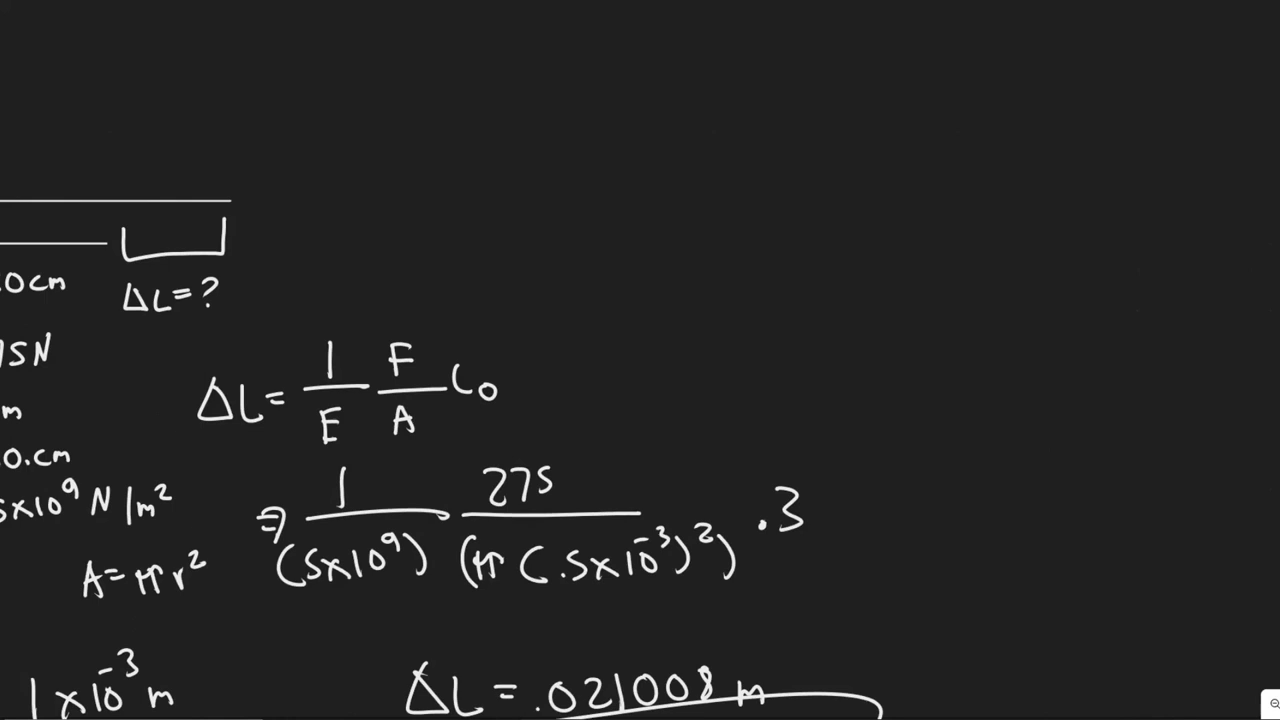 0cm
ΔL=?
75N
m
ΔL= 1/E F/A L₀
0.cm
5x10⁹ N/m²
⇒ 1/(5x10⁹) 275/(π(.5x10⁻³)²) .3
A=πr²
1x10⁻³ m
ΔL = .021008 m